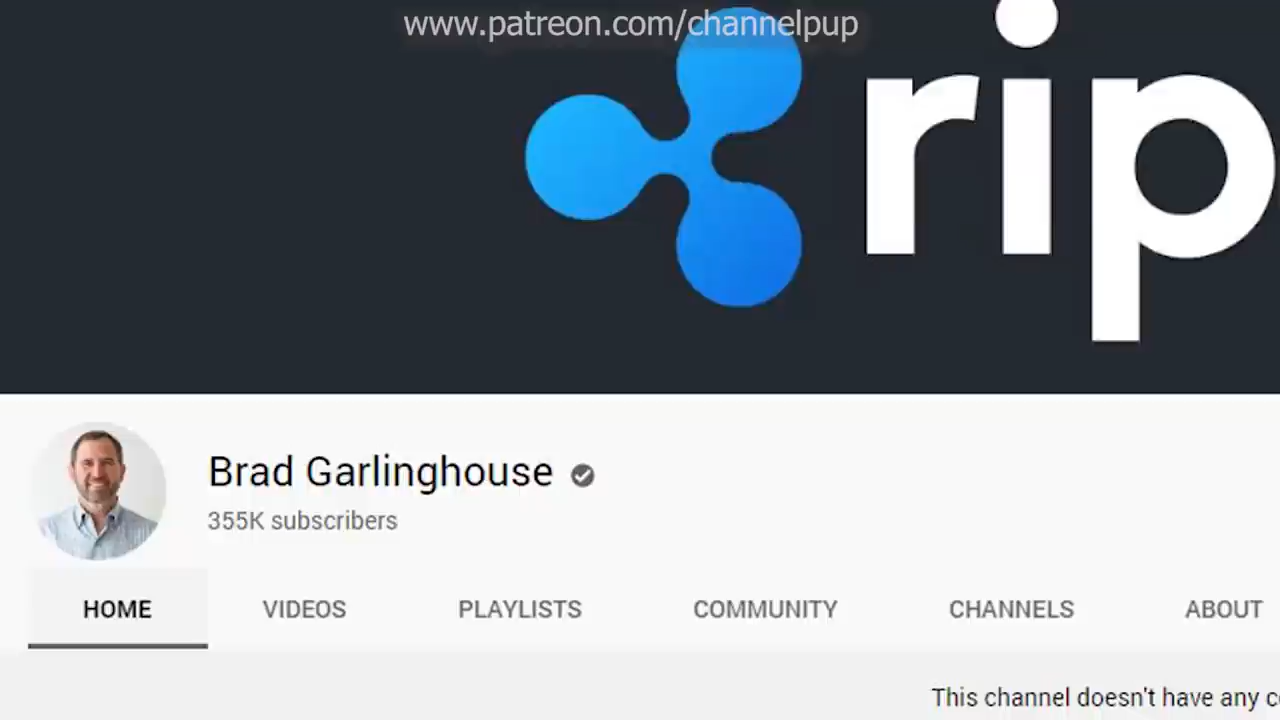 www.patreon.com/channelpup
rip
Brad Garlinghouse
355K subscribers
HOME VIDEOS PLAYLISTS COMMUNITY CHANNELS ABOUT
This channel doesn't have any